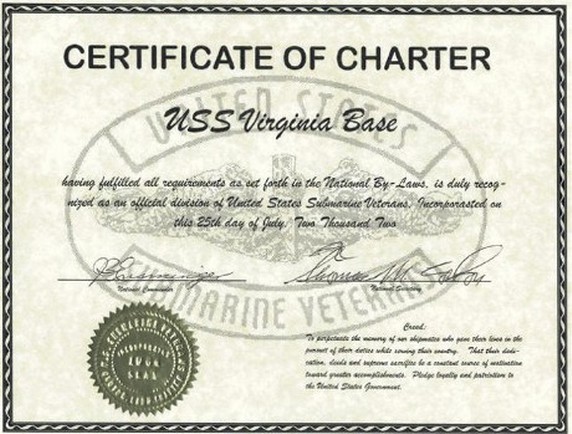 CERTIFICATE OF CHARTER
UNITED STATES
USS Virginia Base
having fulfilled all requirements as set forth in the National By-Laws, is duly recog-
nized as an official division of United States Submarine Veterans, Incorporated on
this 25th day of July, Two Thousand Two
National Commander
National Secretary
SUBMARINE VETERANS
Creed:
To perpetuate the memory of our shipmates who gave their lives in the
pursuit of their duties while serving their country. That their dedi-
cation, deeds and supreme sacrifice be a constant source of motivation
toward greater accomplishments. Pledge loyalty and patriotism to
the United States Government.